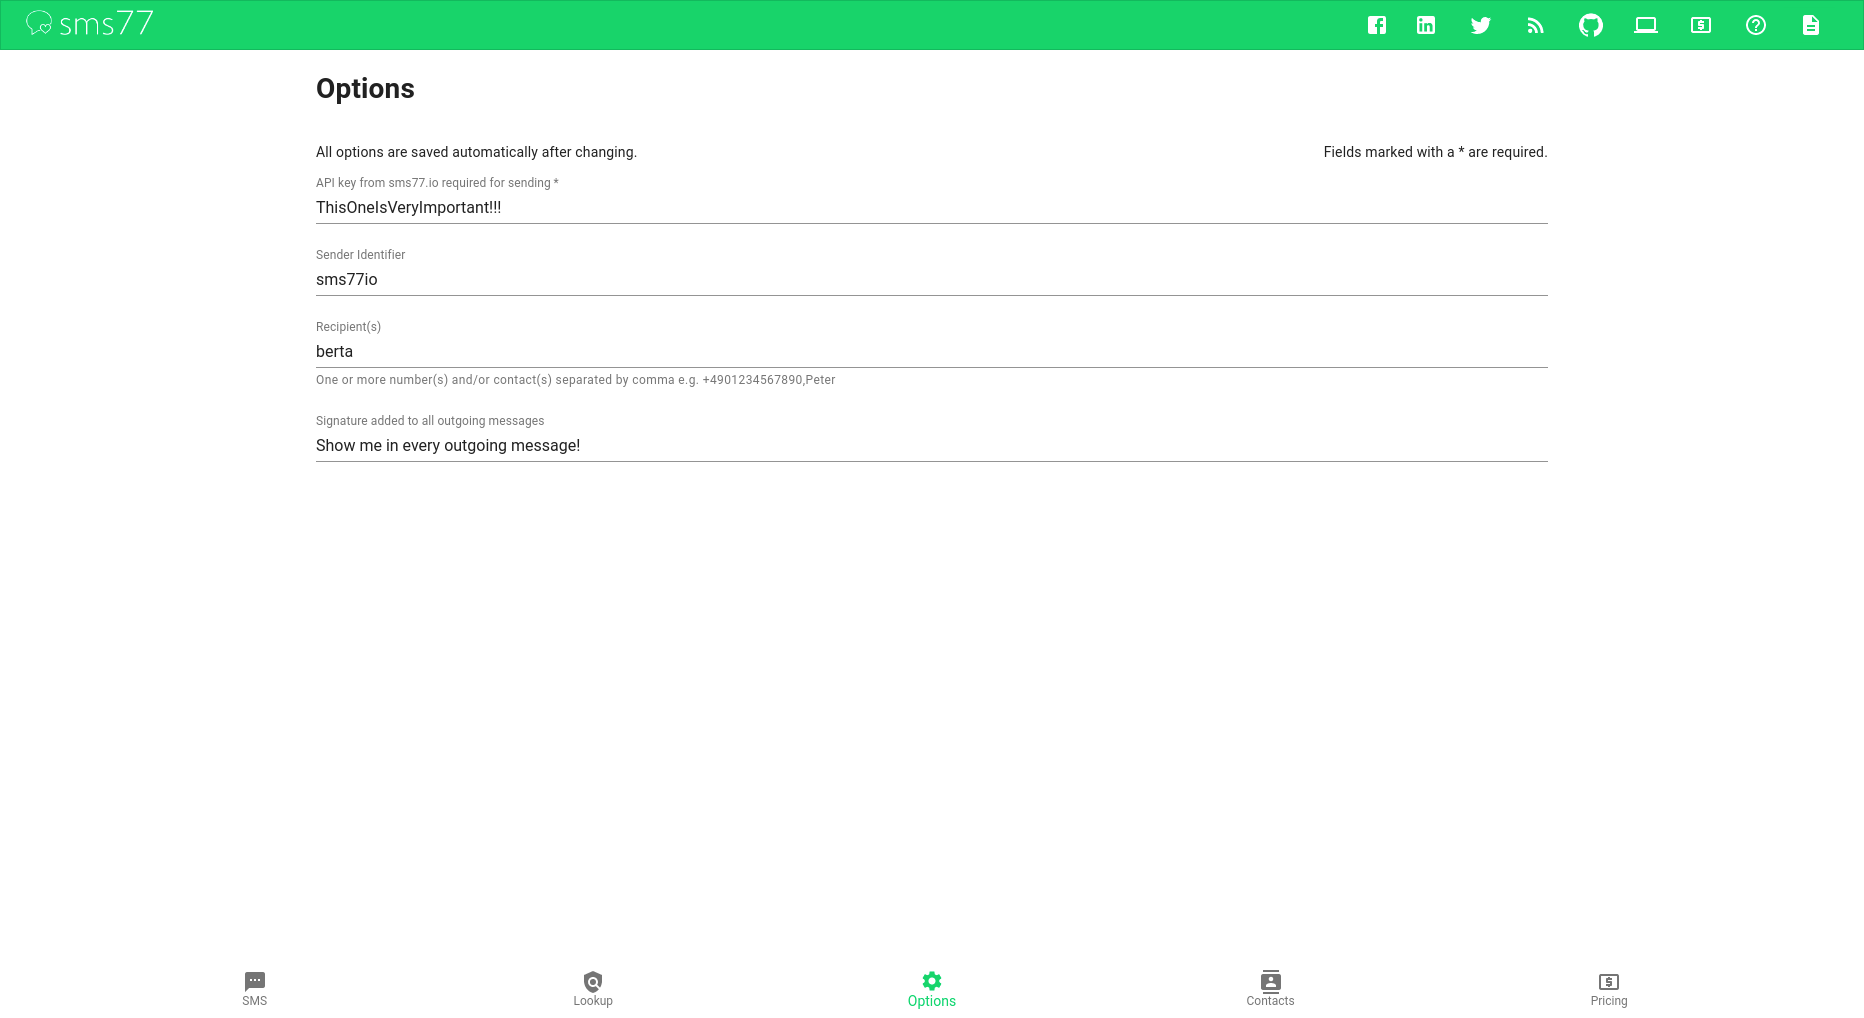 sms77
Options
All options are saved automatically after changing. Fields marked with a * are required.
API key from sms77.io required for sending *
ThisOneIsVeryImportant!!!
Sender Identifier
sms77io
Recipient(s)
berta
One or more number(s) and/or contact(s) separated by comma e.g. +4901234567890,Peter
Signature added to all outgoing messages
Show me in every outgoing message!
SMS Lookup Options Contacts Pricing